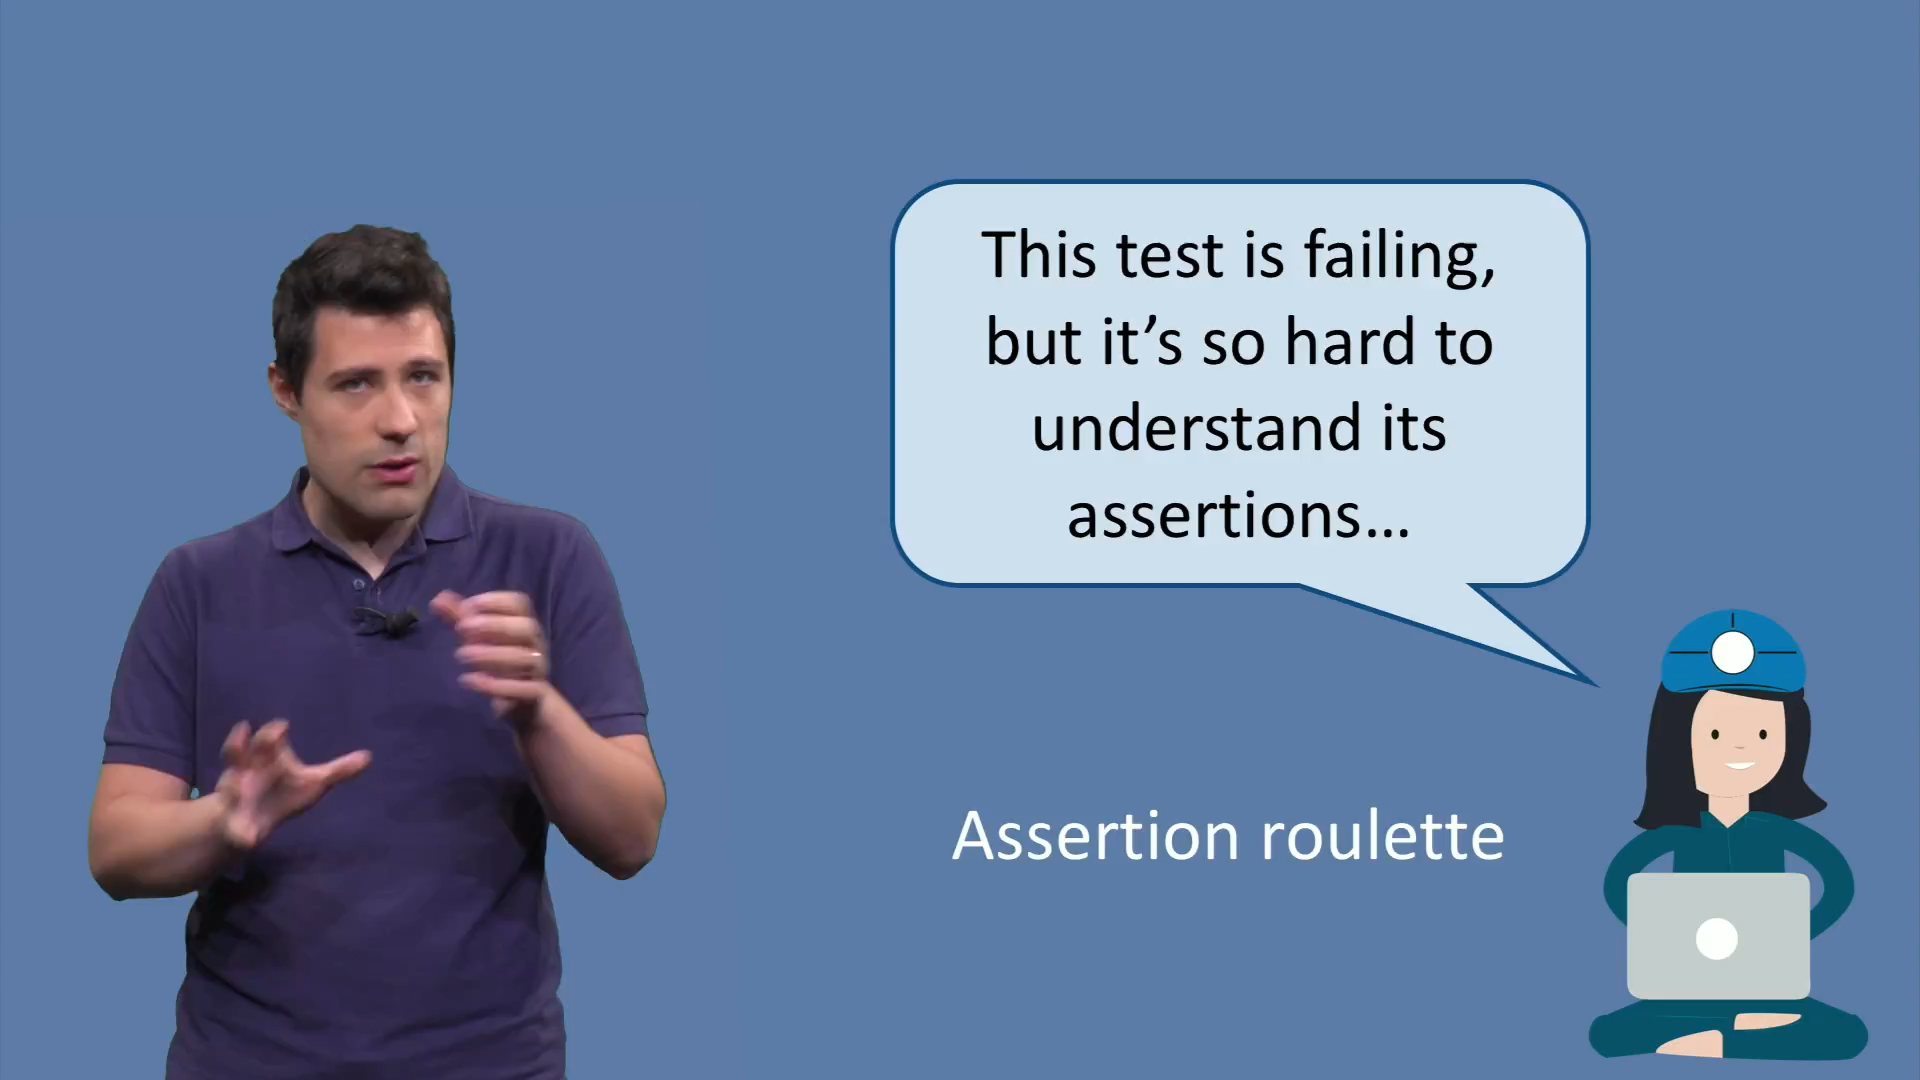 This test is failing,
but it’s so hard to
understand its
assertions…
Assertion roulette